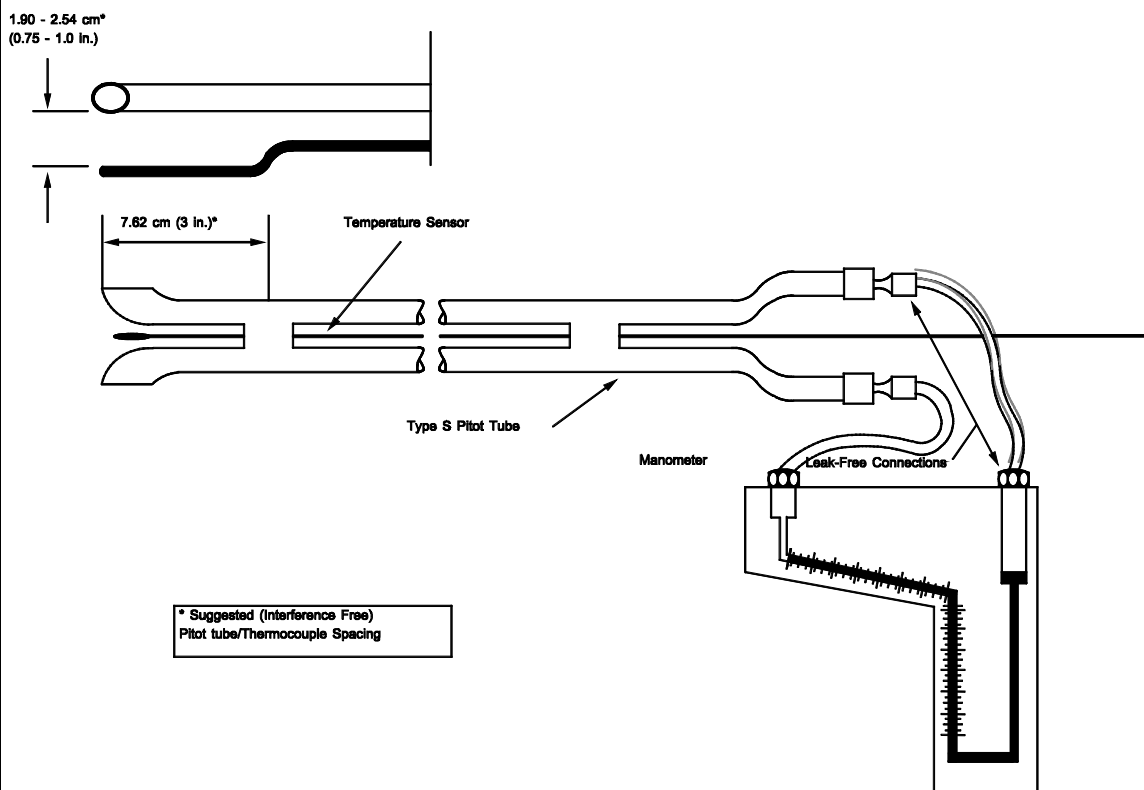 1.90 - 2.54 cm*
(0.75 - 1.0 in.)
7.62 cm (3 in.)*
Temperature Sensor
Type S Pitot Tube
Manometer
Leak-Free Connections
* Suggested (Interference Free)
Pitot tube/Thermocouple Spacing